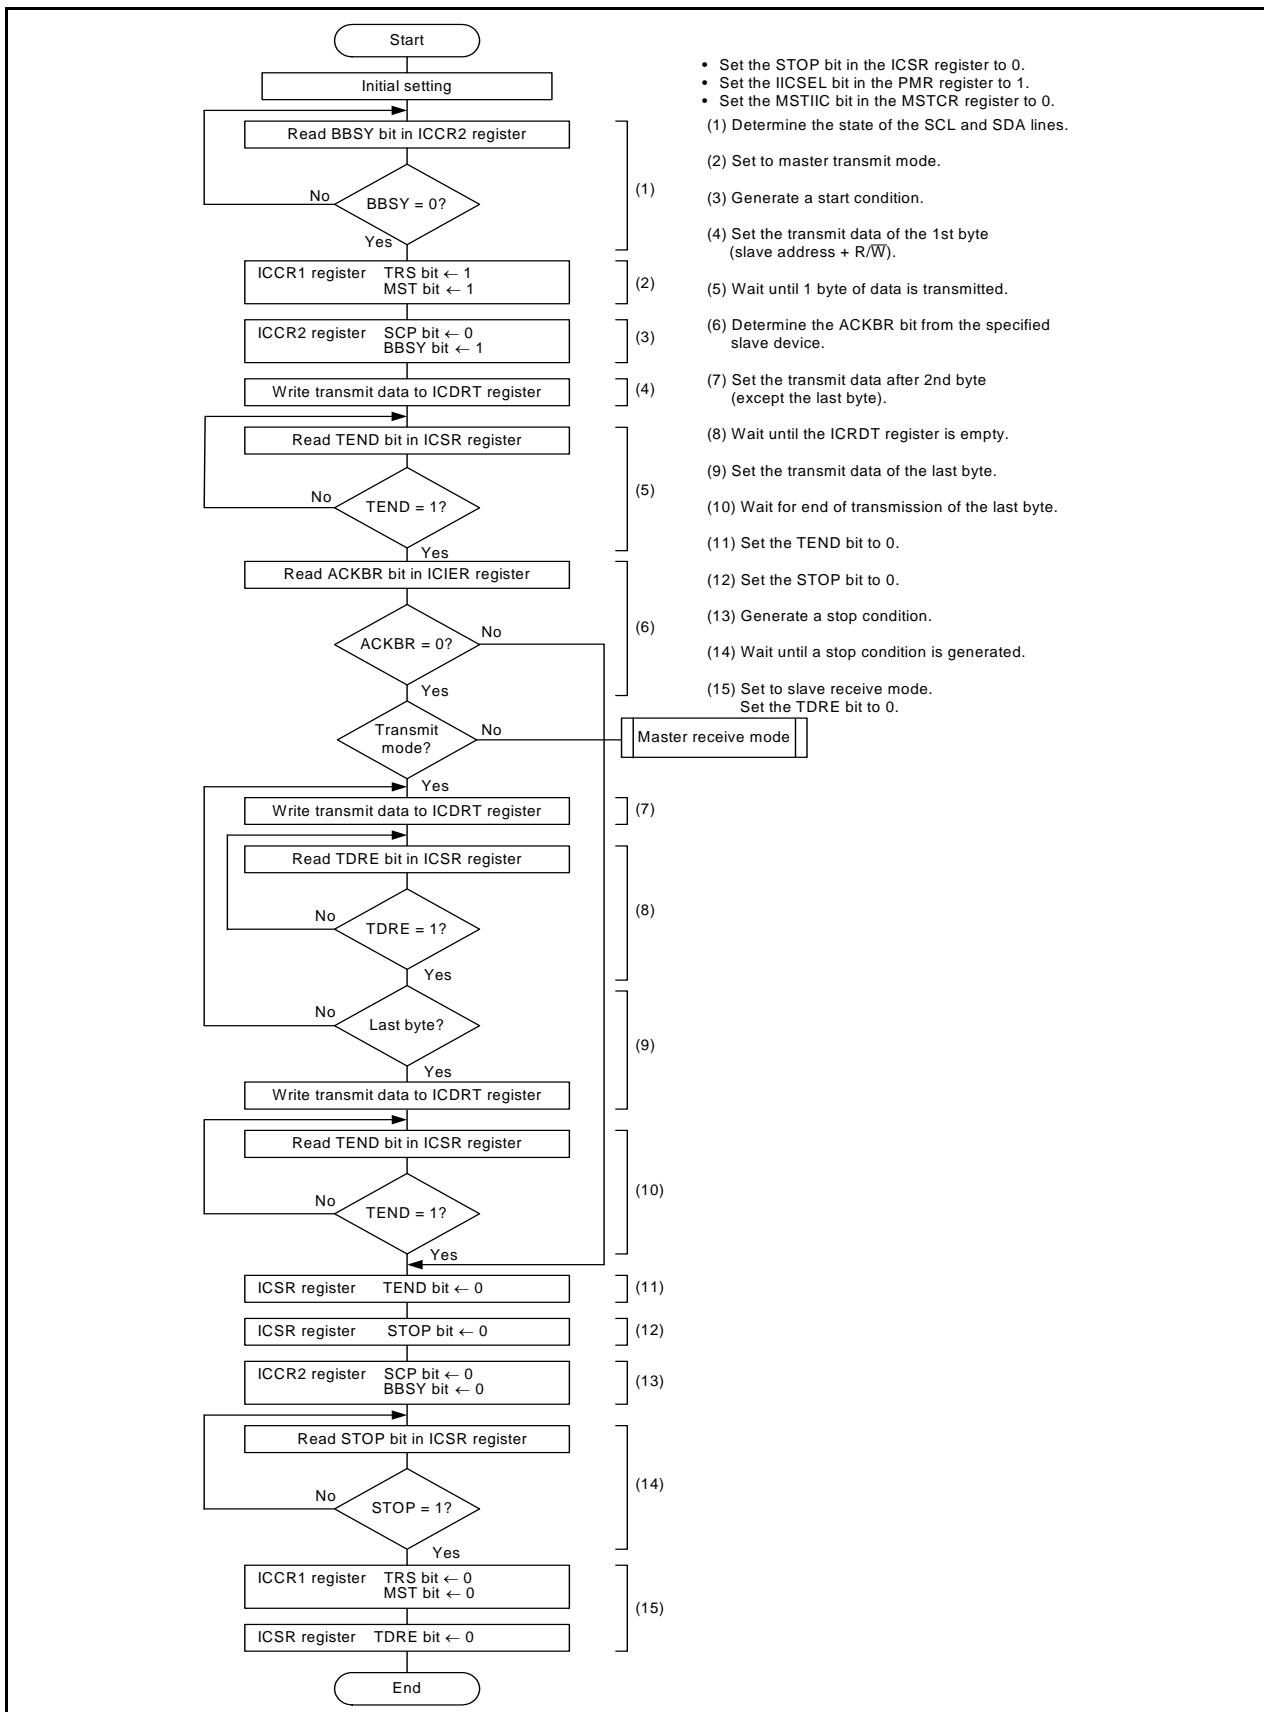 Start
Initial setting
• Set the STOP bit in the ICSR register to 0.
• Set the IICSEL bit in the PMR register to 1.
• Set the MSTIIC bit in the MSTCR register to 0.
Read BBSY bit in ICCR2 register
BBSY = 0?
No
Yes
(1)
ICCR1 register TRS bit ← 1
MST bit ← 1
(2)
ICCR2 register SCP bit ← 0
BBSY bit ← 1
(3)
Write transmit data to ICDRT register
(4)
Read TEND bit in ICSR register
TEND = 1?
No
Yes
(5)
Read ACKBR bit in ICIER register
ACKBR = 0?
No
Yes
(6)
Transmit
mode?
No
Yes
Master receive mode
Write transmit data to ICDRT register
(7)
Read TDRE bit in ICSR register
TDRE = 1?
No
Yes
(8)
Last byte?
No
Yes
Write transmit data to ICDRT register
(9)
Read TEND bit in ICSR register
TEND = 1?
No
Yes
(10)
ICSR register TEND bit ← 0
(11)
ICSR register STOP bit ← 0
(12)
ICCR2 register SCP bit ← 0
BBSY bit ← 0
(13)
Read STOP bit in ICSR register
STOP = 1?
No
Yes
(14)
ICCR1 register TRS bit ← 0
MST bit ← 0
ICSR register TDRE bit ← 0
(15)
End
(1) Determine the state of the SCL and SDA lines.
(2) Set to master transmit mode.
(3) Generate a start condition.
(4) Set the transmit data of the 1st byte
(slave address + R/W̅).
(5) Wait until 1 byte of data is transmitted.
(6) Determine the ACKBR bit from the specified
slave device.
(7) Set the transmit data after 2nd byte
(except the last byte).
(8) Wait until the ICRDT register is empty.
(9) Set the transmit data of the last byte.
(10) Wait for end of transmission of the last byte.
(11) Set the TEND bit to 0.
(12) Set the STOP bit to 0.
(13) Generate a stop condition.
(14) Wait until a stop condition is generated.
(15) Set to slave receive mode.
Set the TDRE bit to 0.